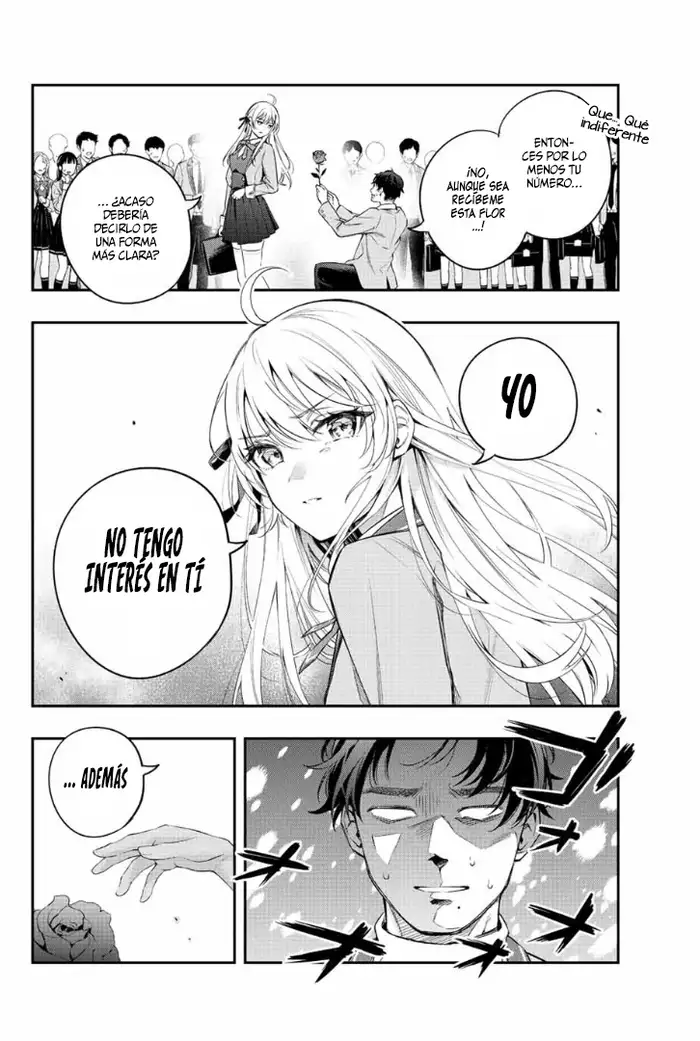 Que... Qué
indiferente
ENTON-
CES POR LO
MENOS TU
NÚMERO...
¡NO,
AUNQUE SEA
RECÍBEME
ESTA FLOR
...!
... ¿ACASO
DEBERÍA
DECIRLO DE
UNA FORMA
MÁS CLARA?
YO
NO TENGO
INTERÉS EN TÍ
... ADEMÁS